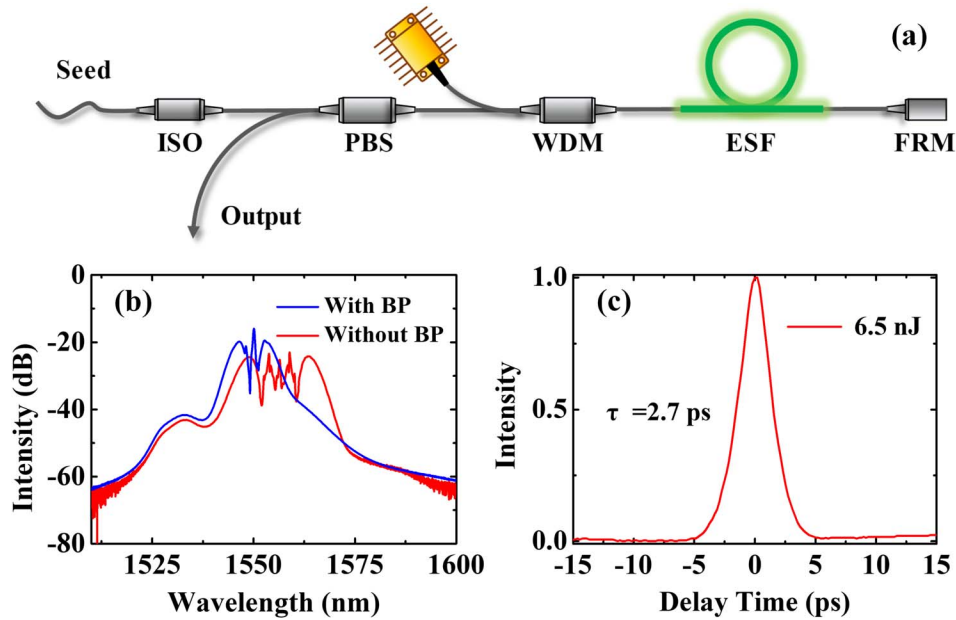 (a)
Seed
ISO
PBS
WDM
ESF
FRM
Output
(b)
With BP
Without BP
0
-20
-40
-60
-80
1525
1550
1575
1600
Intensity (dB)
Wavelength (nm)
(c)
6.5 nJ
τ =2.7 ps
1.0
0.5
0.0
-15
-10
-5
0
5
10
15
Intensity
Delay Time (ps)